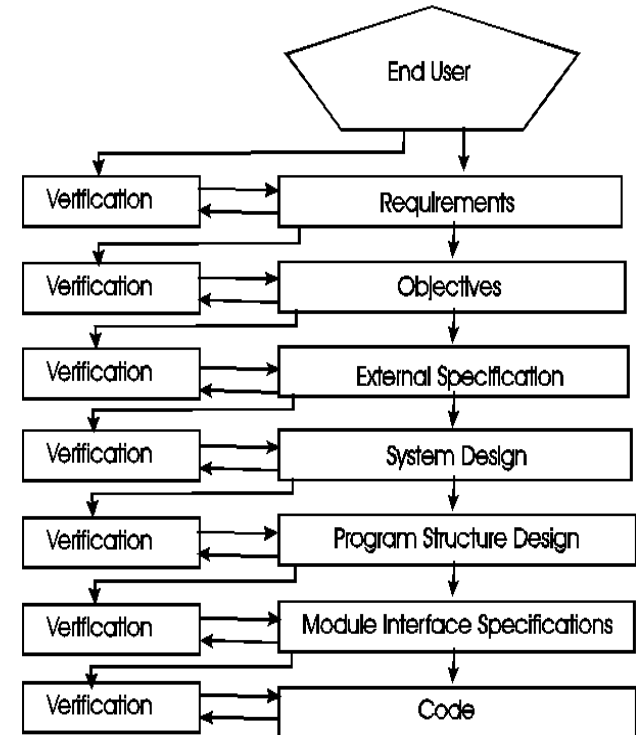 End User
Verification
Requirements
Verification
Objectives
Verification
External Specification
Verification
System Design
Verification
Program Structure Design
Verification
Module Interface Specifications
Verification
Code